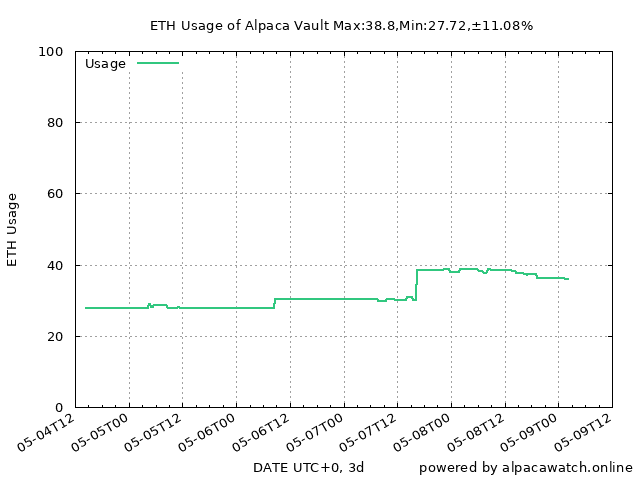 ETH Usage of Alpaca Vault Max:38.8,Min:27.72,±11.08%
Usage
ETH Usage
100
80
60
40
20
0
05-04T12
05-05T00
05-05T12
05-06T00
05-06T12
05-07T00
05-07T12
05-08T00
05-08T12
05-09T00
05-09T12
DATE UTC+0, 3d
powered by alpacawatch.online